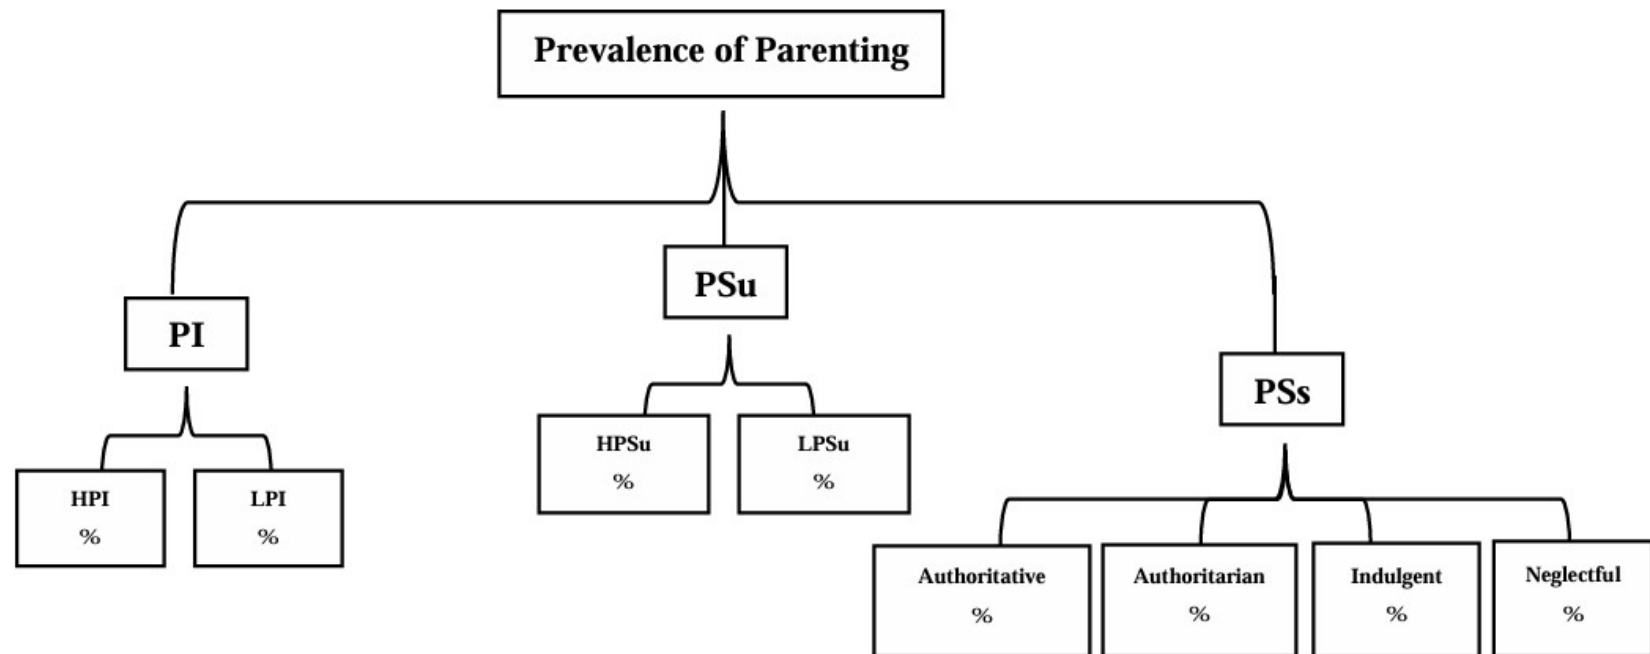 Prevalence of Parenting
PI
PSu
PSs
HPI
%
LPI
%
HPSu
%
LPSu
%
Authoritative
%
Authoritarian
%
Indulgent
%
Neglectful
%